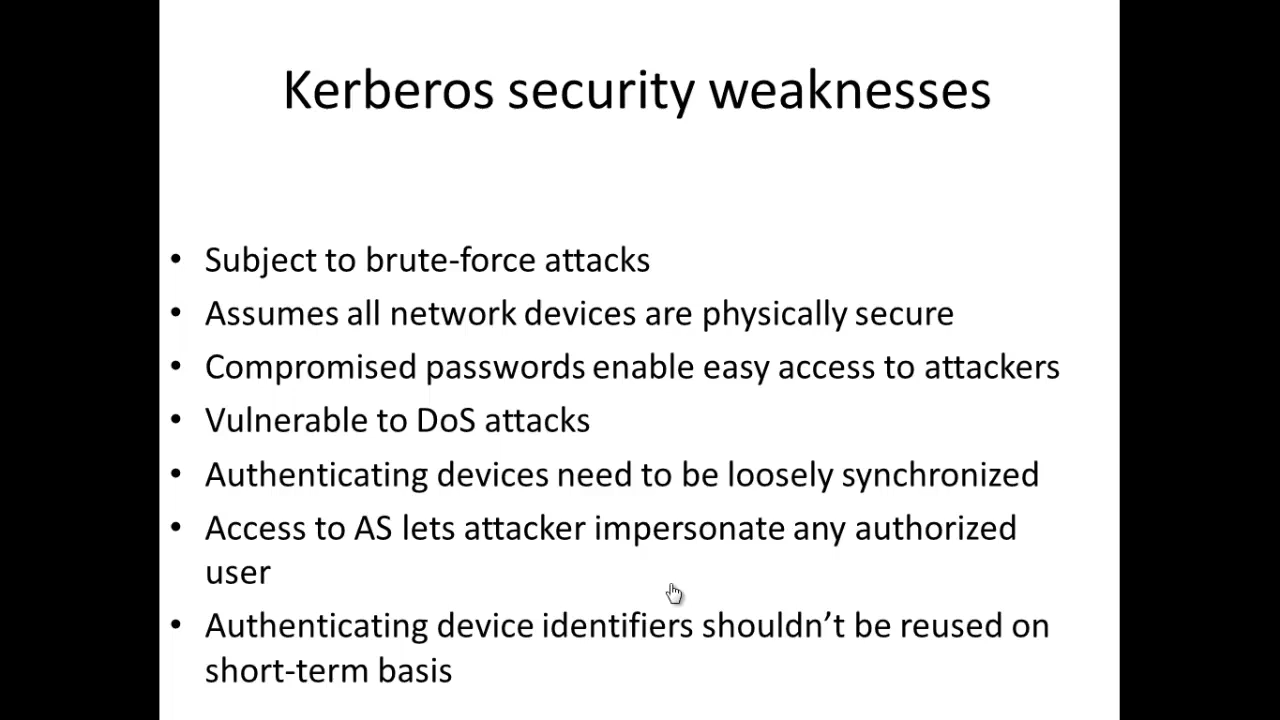 Kerberos security weaknesses
• Subject to brute-force attacks
• Assumes all network devices are physically secure
• Compromised passwords enable easy access to attackers
• Vulnerable to DoS attacks
• Authenticating devices need to be loosely synchronized
• Access to AS lets attacker impersonate any authorized
user
• Authenticating device identifiers shouldn’t be reused on
short-term basis